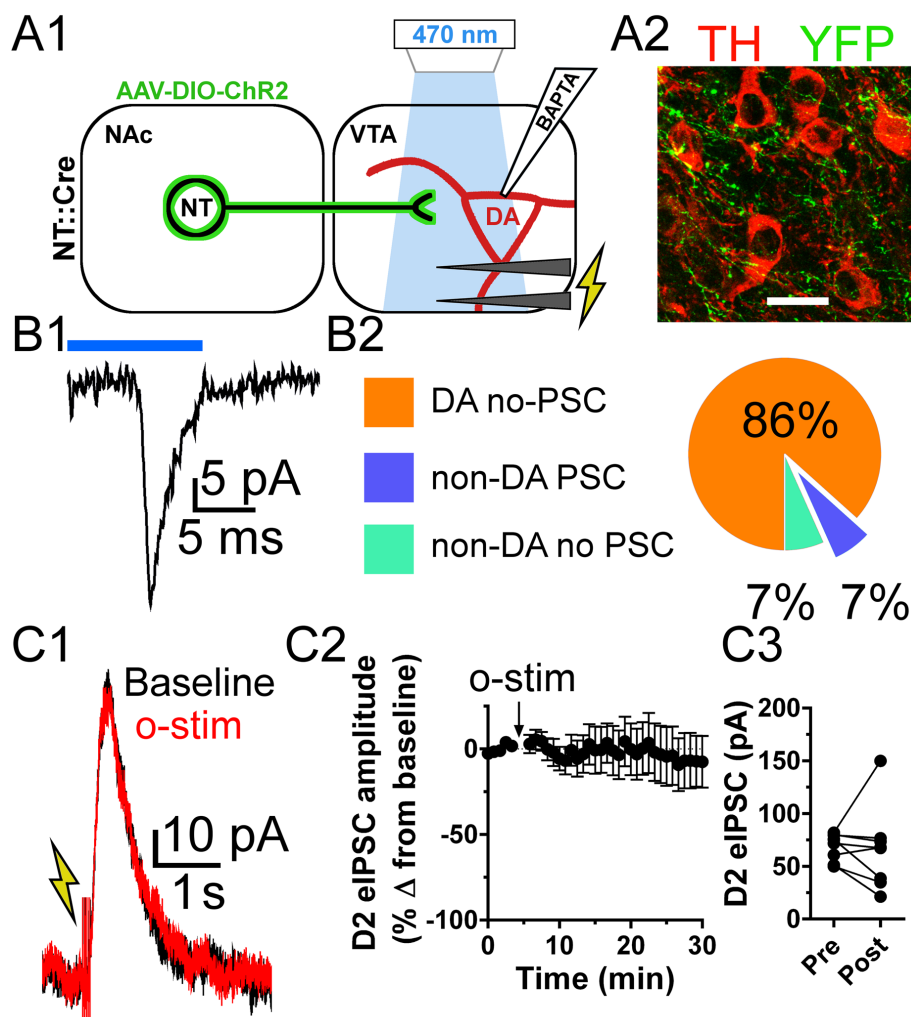 A1
470 nm
A2
TH YFP
AAV-DIO-ChR2
BAPTA
NAc
VTA
NT::Cre
NT
DA
B1
B2
5 pA
5 ms
DA no-PSC
non-DA PSC
non-DA no PSC
86%
7% 7%
C1
Baseline
o-stim
10 pA
1s
C2
D2 eIPSC amplitude
(% Δ from baseline)
o-stim
0
-50
-100
0 10 20 30
Time (min)
C3
D2 eIPSC (pA)
200
150
100
50
0
Pre
Post